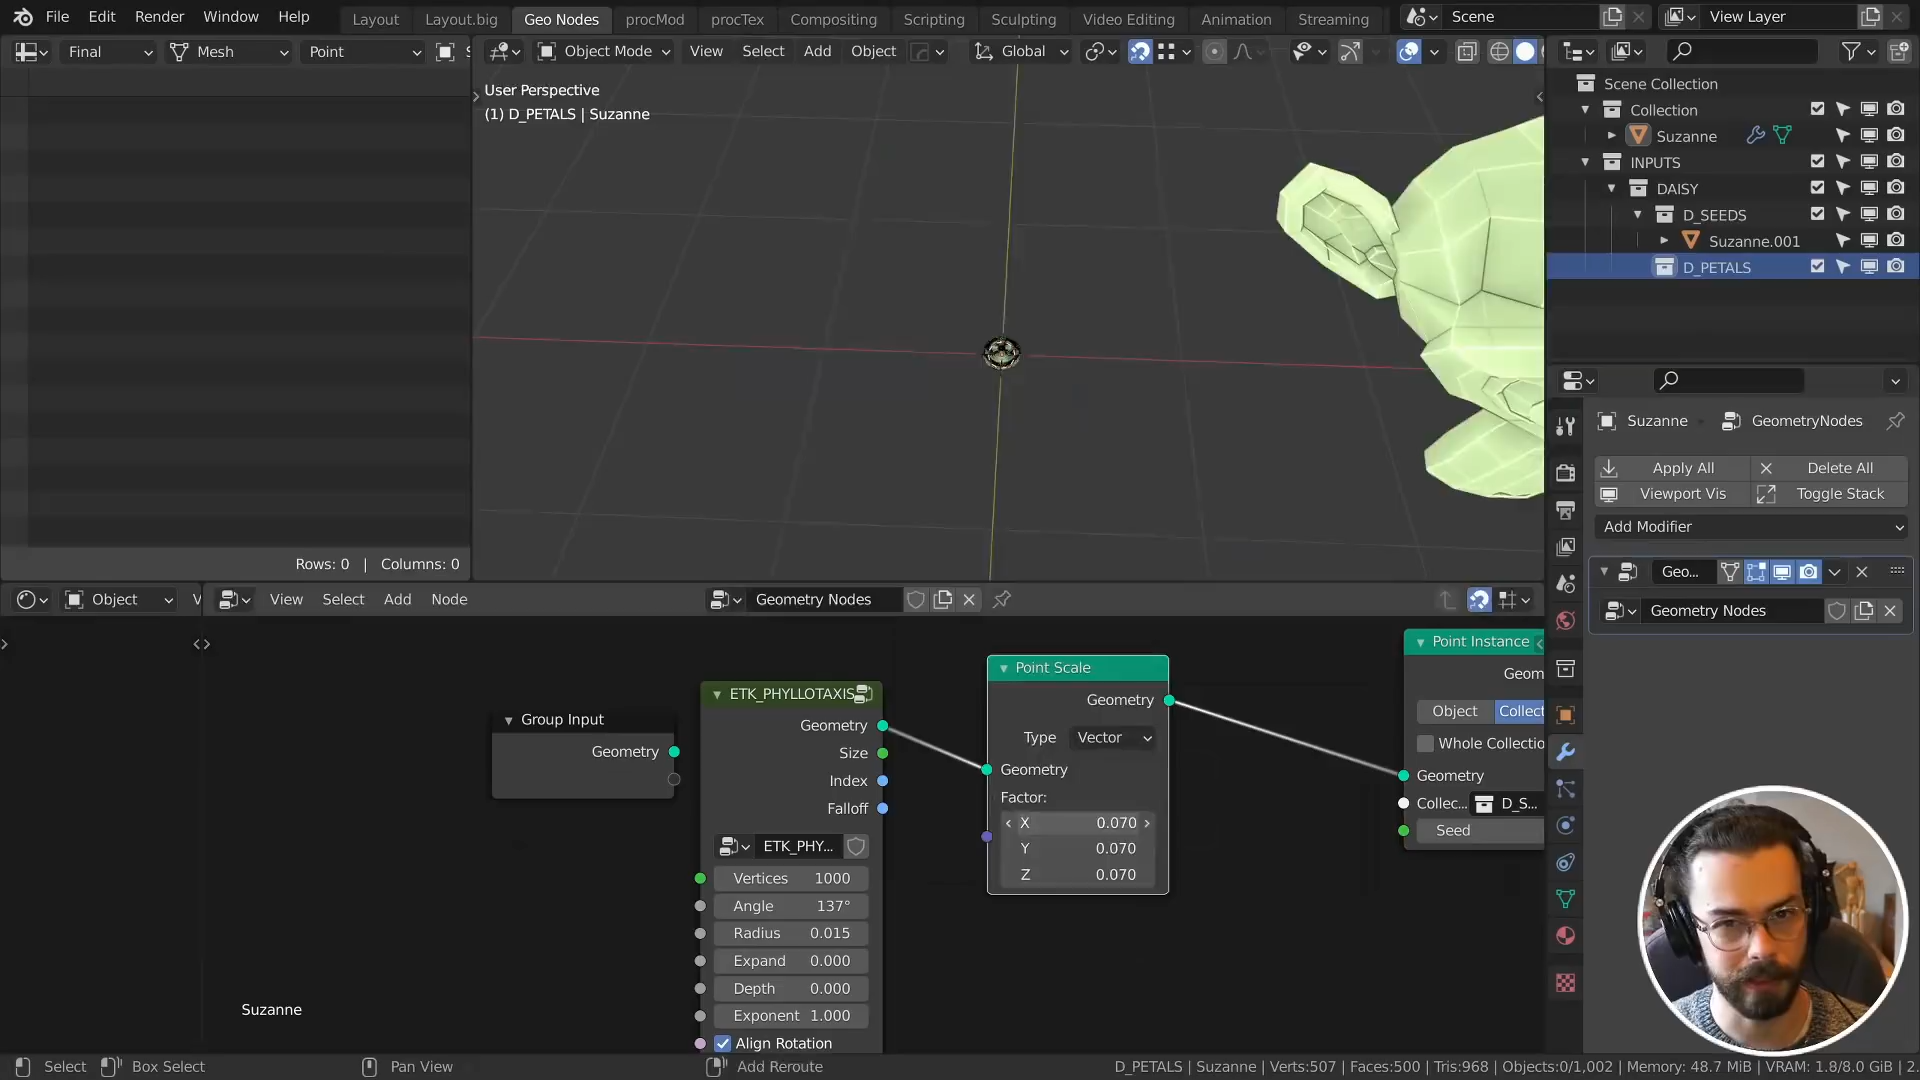 File Edit Render Window Help Layout Layout.big Geo Nodes procMod procTex Compositing Scripting Sculpting Video Editing Animation Streaming Scene View Layer
Final Mesh Point S Object Mode View Select Add Object Global
User Perspective
(1) D_PETALS | Suzanne
Scene Collection
Collection
Suzanne
INPUTS
DAISY
D_SEEDS
Suzanne.001
D_PETALS
Suzanne GeometryNodes
Apply All Delete All
Viewport Vis Toggle Stack
Add Modifier
Geo...
Geometry Nodes
Rows: 0 | Columns: 0
Object V View Select Add Node Geometry Nodes
Group Input
Geometry
ETK_PHYLLOTAXIS
Geometry
Size
Index
Falloff
ETK_PHY...
Vertices 1000
Angle 137°
Radius 0.015
Expand 0.000
Depth 0.000
Exponent 1.000
Align Rotation
Point Scale
Geometry
Type Vector
Geometry
Factor:
X 0.070
Y 0.070
Z 0.070
Point Instance
Geom
Object Collect
Whole Collectio
Geometry
Collec... D_S...
Seed
Suzanne
Select Box Select Pan View Add Reroute D_PETALS | Suzanne | Verts:507 | Faces:500 | Tris:968 | Objects:0/1,002 | Memory: 48.7 MiB | VRAM: 1.8/8.0 GiB | 2.